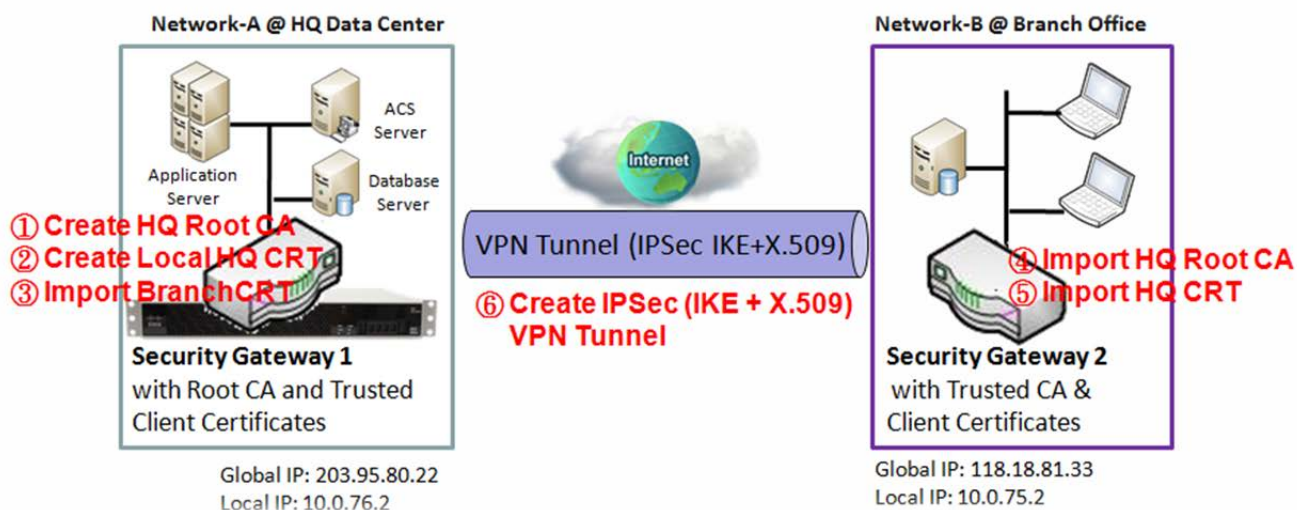 Network-A @ HQ Data Center
Network-B @ Branch Office
ACS
Server
Application
Server
Database
Server
Internet
① Create HQ Root CA
② Create Local HQ CRT
③ Import BranchCRT
VPN Tunnel (IPSec IKE+X.509)
④ Import HQ Root CA
⑤ Import HQ CRT
⑥ Create IPSec (IKE + X.509)
VPN Tunnel
Security Gateway 1
with Root CA and Trusted
Client Certificates
Security Gateway 2
with Trusted CA &
Client Certificates
Global IP: 203.95.80.22
Local IP: 10.0.76.2
Global IP: 118.18.81.33
Local IP: 10.0.75.2